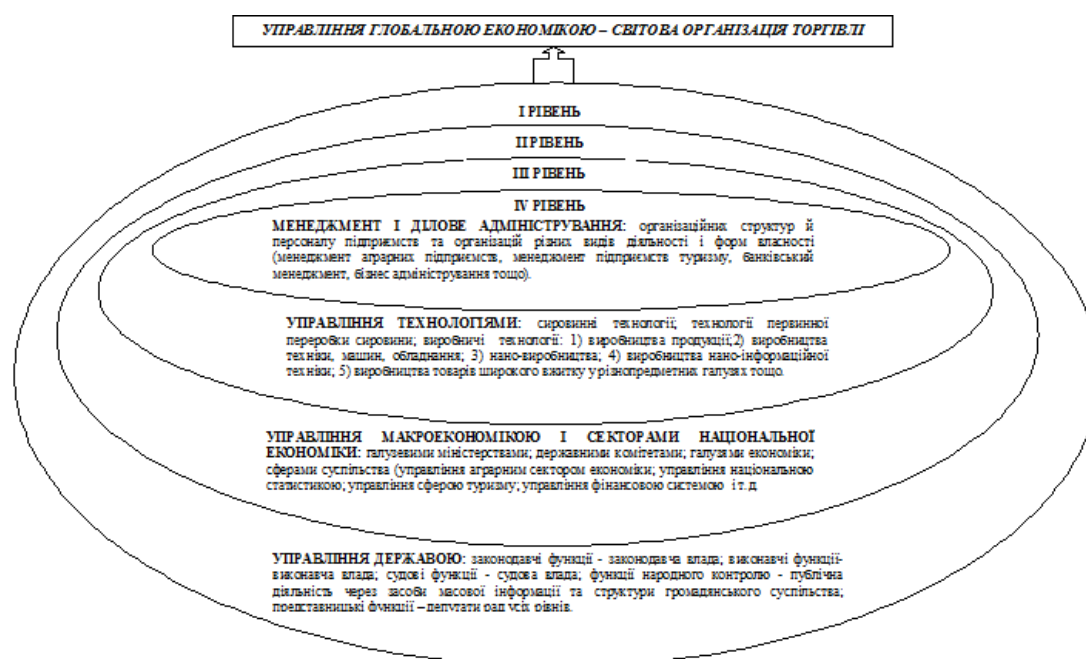 УПРАВЛІННЯ ГЛОБАЛЬНОЮ ЕКОНОМІКОЮ – СВІТОВА ОРГАНІЗАЦІЯ ТОРГІВЛІ
І РІВЕНЬ
ІІ РІВЕНЬ
ІІІ РІВЕНЬ
IV РІВЕНЬ
МЕНЕДЖМЕНТ І ДІЛОВЕ АДМІНІСТРУВАННЯ: організаційних структур й
персоналу підприємств та організацій різних видів діяльності і форм власності
(менеджмент аграрних підприємств, менеджмент підприємств туризму, банківський
менеджмент, бізнес адміністрування тощо).
УПРАВЛІННЯ ТЕХНОЛОГІЯМИ: сировинні технології; технології первинної
переробки сировини; виробничі технології: 1) виробництва продукції;2) виробництва
техніки, машин, обладнання; 3) нано-виробництва; 4) виробництва нано-інформаційної
техніки; 5) виробництва товарів широкого вжитку у різнопредметних галузях тощо.
УПРАВЛІННЯ МАКРОЕКОНОМІКОЮ І СЕКТОРАМИ НАЦІОНАЛЬНОЇ
ЕКОНОМІКИ: галузевими міністерствами; державними комітетами; галузями економіки;
сферами суспільства (управління аграрним сектором економіки; управління національною
статистикою; управління сферою туризму; управління фінансовою системою і т. д.
УПРАВЛІННЯ ДЕРЖАВОЮ: законодавчі функції - законодавча влада; виконавчі функції-
виконавча влада; судові функції - судова влада; функції народного контролю - публічна
діяльність через засоби масової інформації та структури громадянського суспільства;
представницькі функції – депутати рад усіх рівнів.